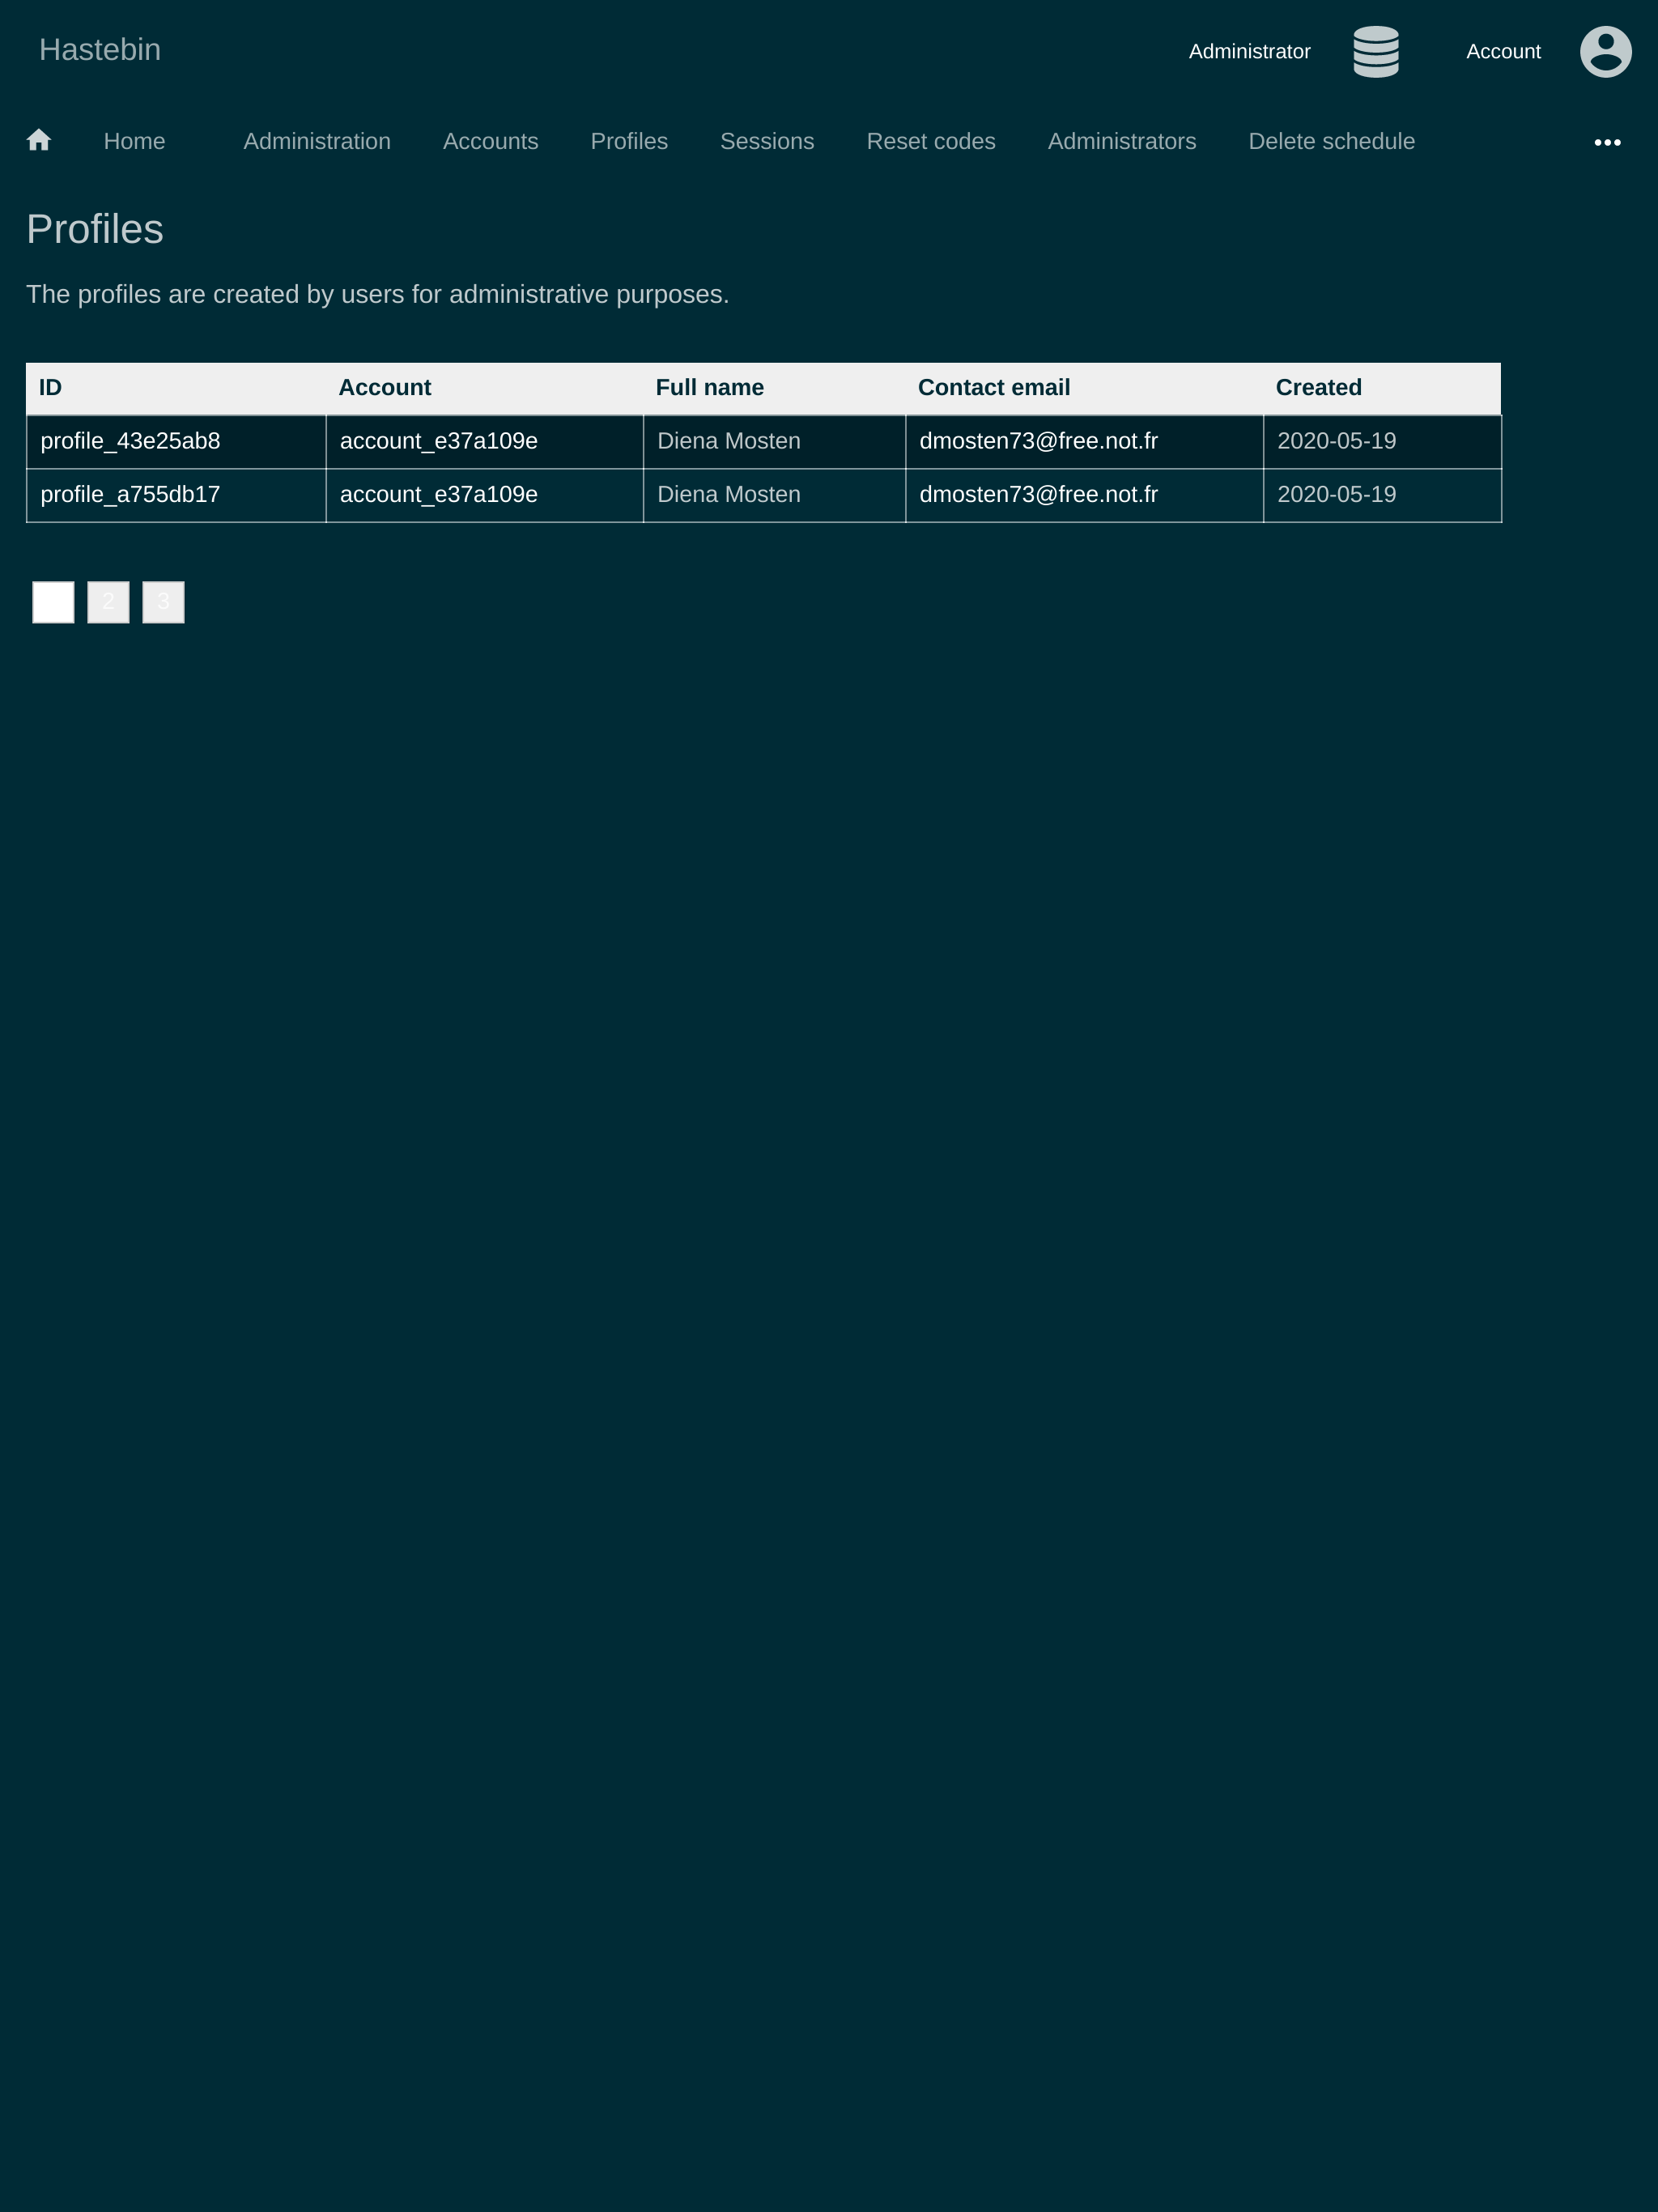 Hastebin
Administrator Account
Home Administration Accounts Profiles Sessions Reset codes Administrators Delete schedule
Profiles
The profiles are created by users for administrative purposes.
ID Account Full name Contact email Created
profile_43e25ab8 account_e37a109e Diena Mosten dmosten73@free.not.fr 2020-05-19
profile_a755db17 account_e37a109e Diena Mosten dmosten73@free.not.fr 2020-05-19
2 3